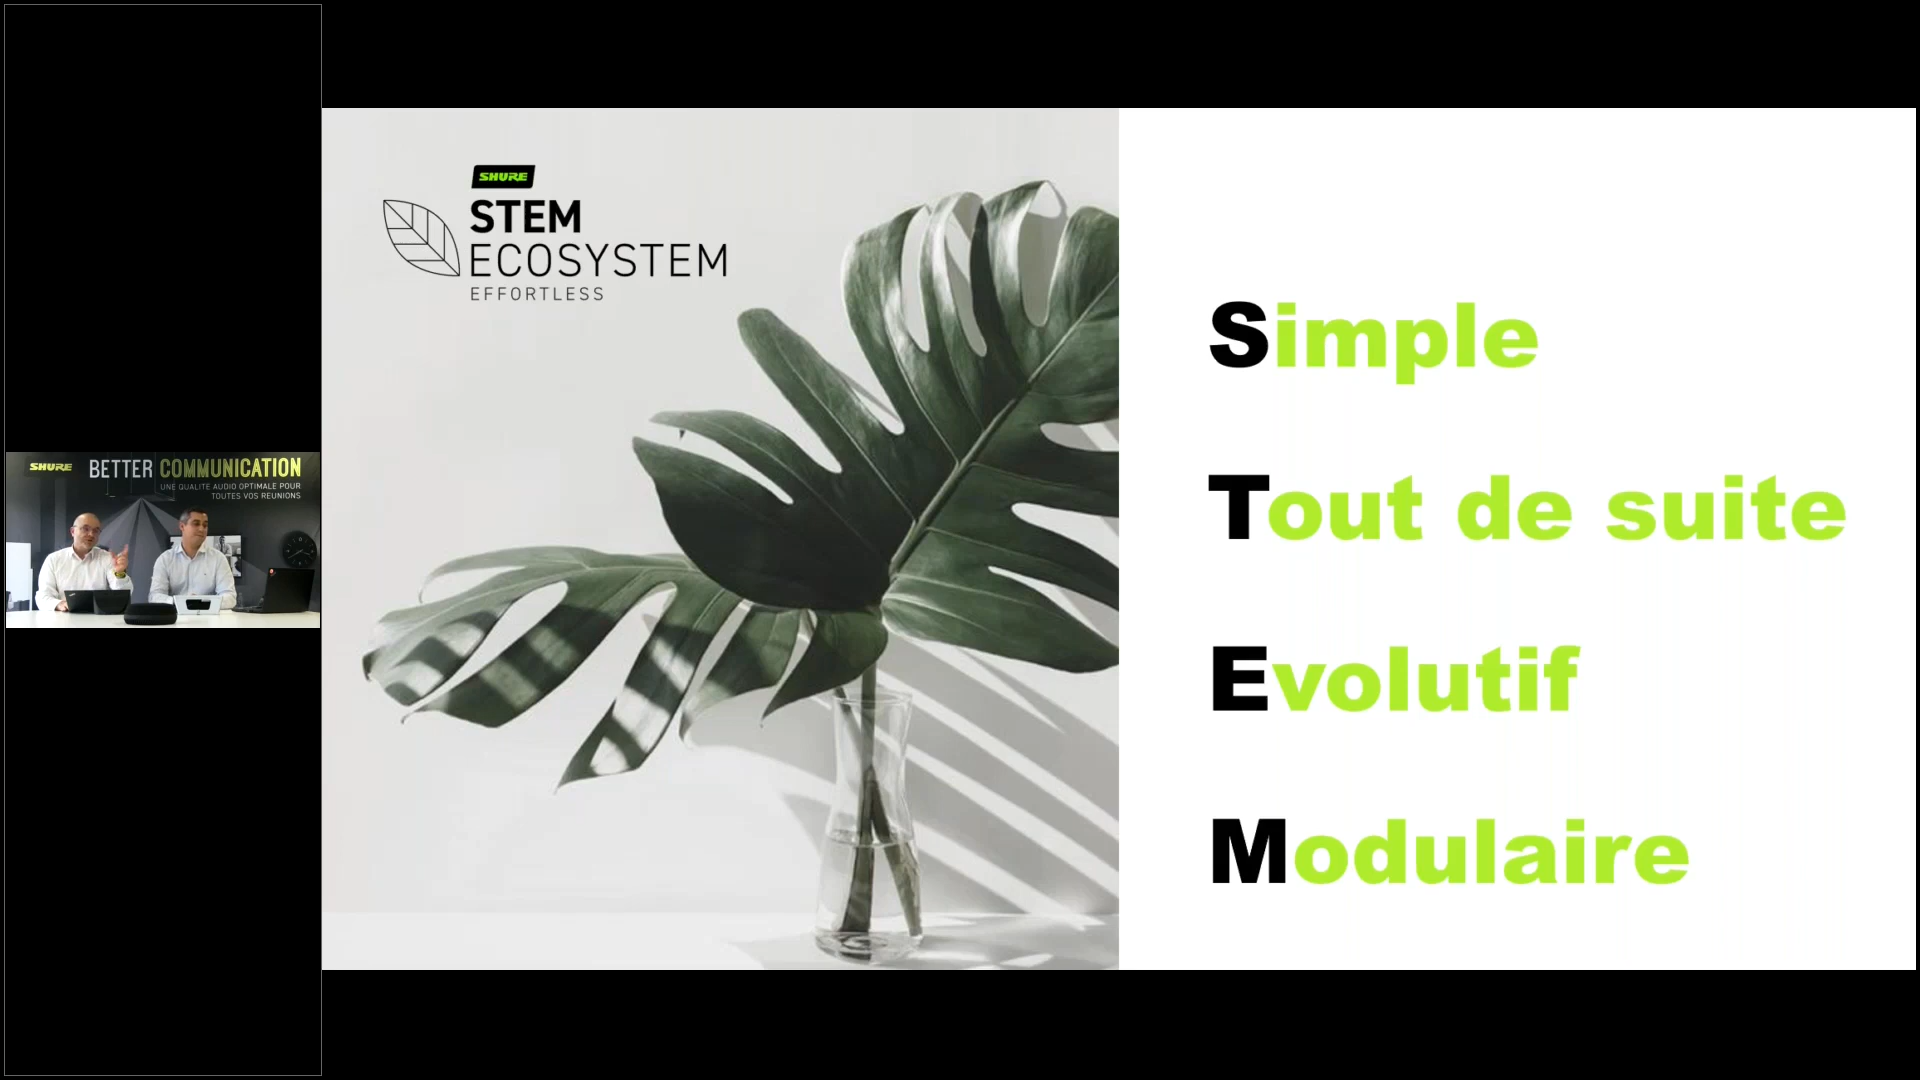 SHURE
BETTER COMMUNICATION
UNE QUALITE AUDIO OPTIMALE POUR
TOUTES VOS REUNIONS
SHURE
STEM
ECOSYSTEM
EFFORTLESS
Simple
Tout de suite
Evolutif
Modulaire